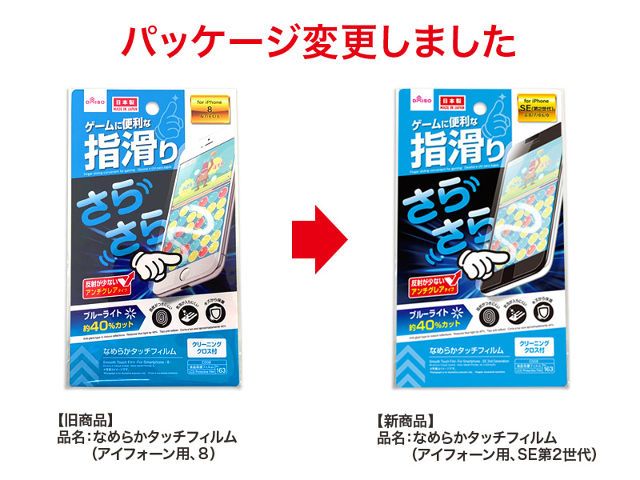 パッケージ変更しました
DAISO
日本製
MADE IN JAPAN
for iPhone
8
ゲームに便利な
指滑り
さら
さら
反射が少ない
アンチグレアタイプ
ブルーライト
約40%カット
クリーニング
クロス付
なめらかタッチフィルム
163
DAISO
日本製
MADE IN JAPAN
for iPhone
SE(第2世代)
ゲームに便利な
指滑り
さら
さら
反射が少ない
アンチグレアタイプ
ブルーライト
約40%カット
クリーニング
クロス付
なめらかタッチフィルム
163
【旧商品】
品名：なめらかタッチフィルム
（アイフォーン用、8）
【新商品】
品名：なめらかタッチフィルム
（アイフォーン用、SE第2世代）